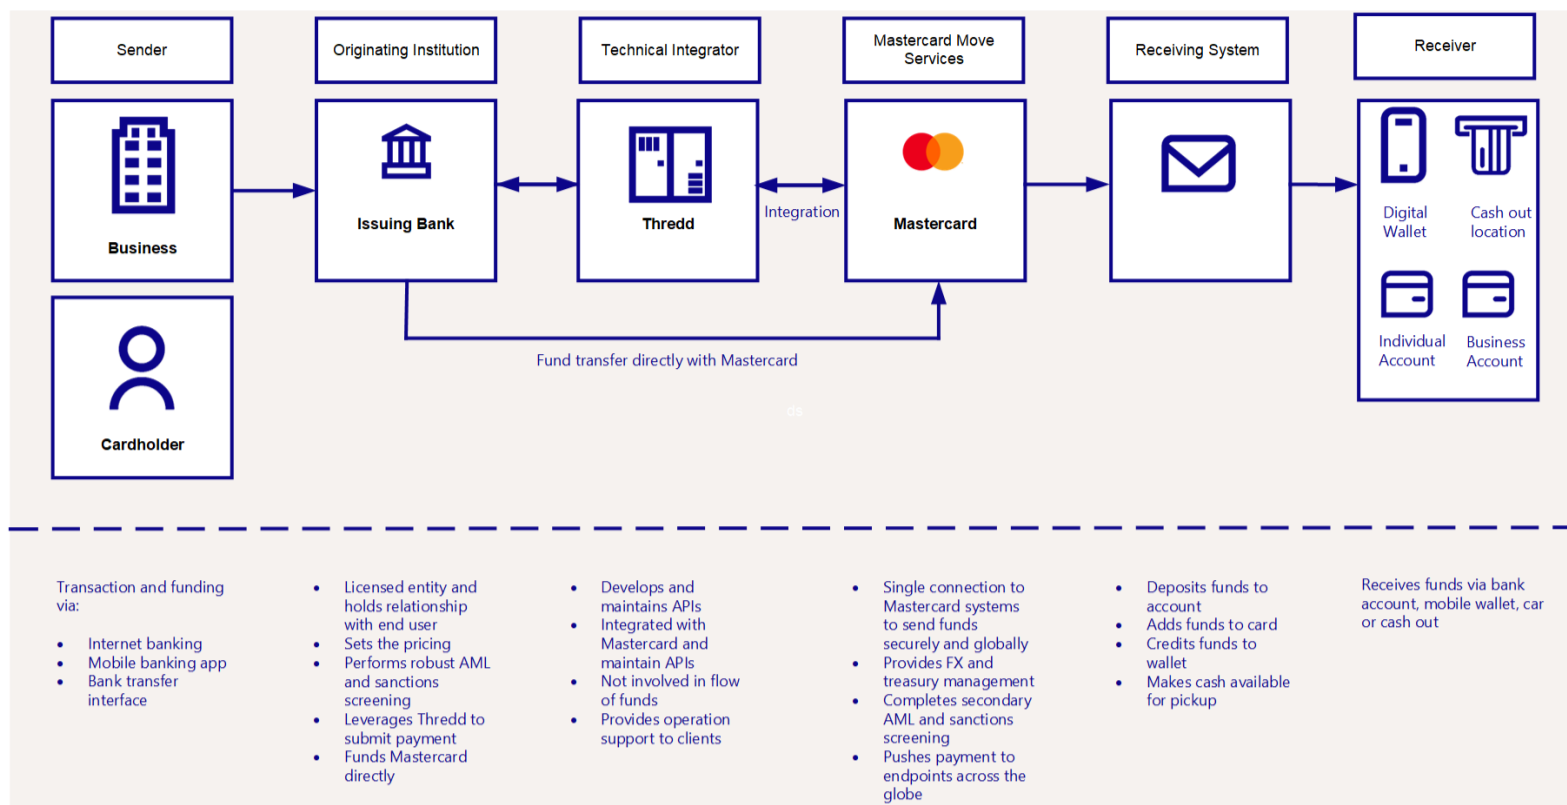 Sender
Originating Institution
Technical Integrator
Mastercard Move
Services
Receiving System
Receiver
Business
Issuing Bank
Thredd
Integration
Mastercard
Digital
Wallet
Cash out
location
Individual
Account
Business
Account
Fund transfer directly with Mastercard
ds
Cardholder
Transaction and funding
via:
• Internet banking
• Mobile banking app
• Bank transfer
interface
• Licensed entity and
holds relationship
with end user
• Sets the pricing
• Performs robust AML
and sanctions
screening
• Leverages Thredd to
submit payment
• Funds Mastercard
directly
• Develops and
maintains APIs
• Integrated with
Mastercard and
maintain APIs
• Not involved in flow
of funds
• Provides operation
support to clients
• Single connection to
Mastercard systems
to send funds
securely and globally
• Provides FX and
treasury management
• Completes secondary
AML and sanctions
screening
• Pushes payment to
endpoints across the
globe
• Deposits funds to
account
• Adds funds to card
• Credits funds to
wallet
• Makes cash available
for pickup
Receives funds via bank
account, mobile wallet, car
or cash out